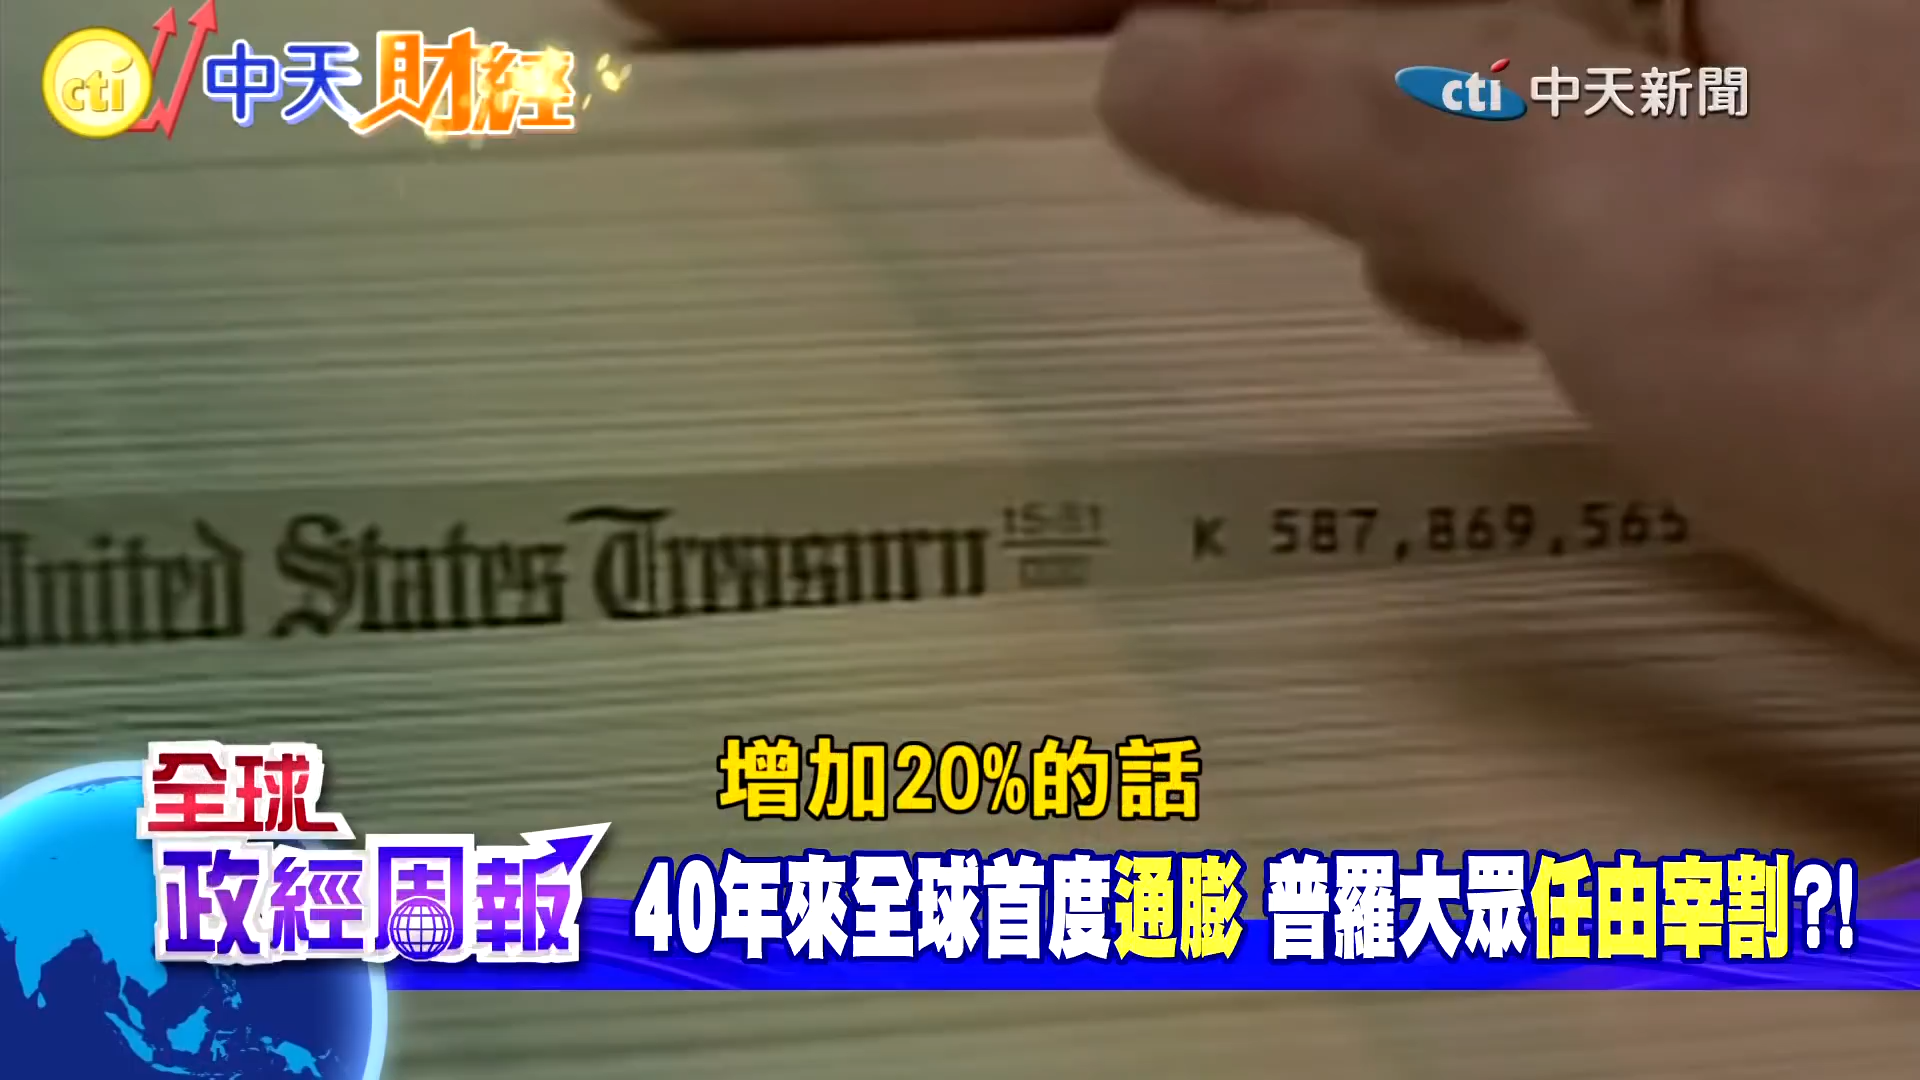 cti 中天財經
cti 中天新聞
United States Treasury 15-51 K 587,869,565
增加20%的話
全球
政經周報
40年來全球首度通膨 普羅大眾任由宰割?!